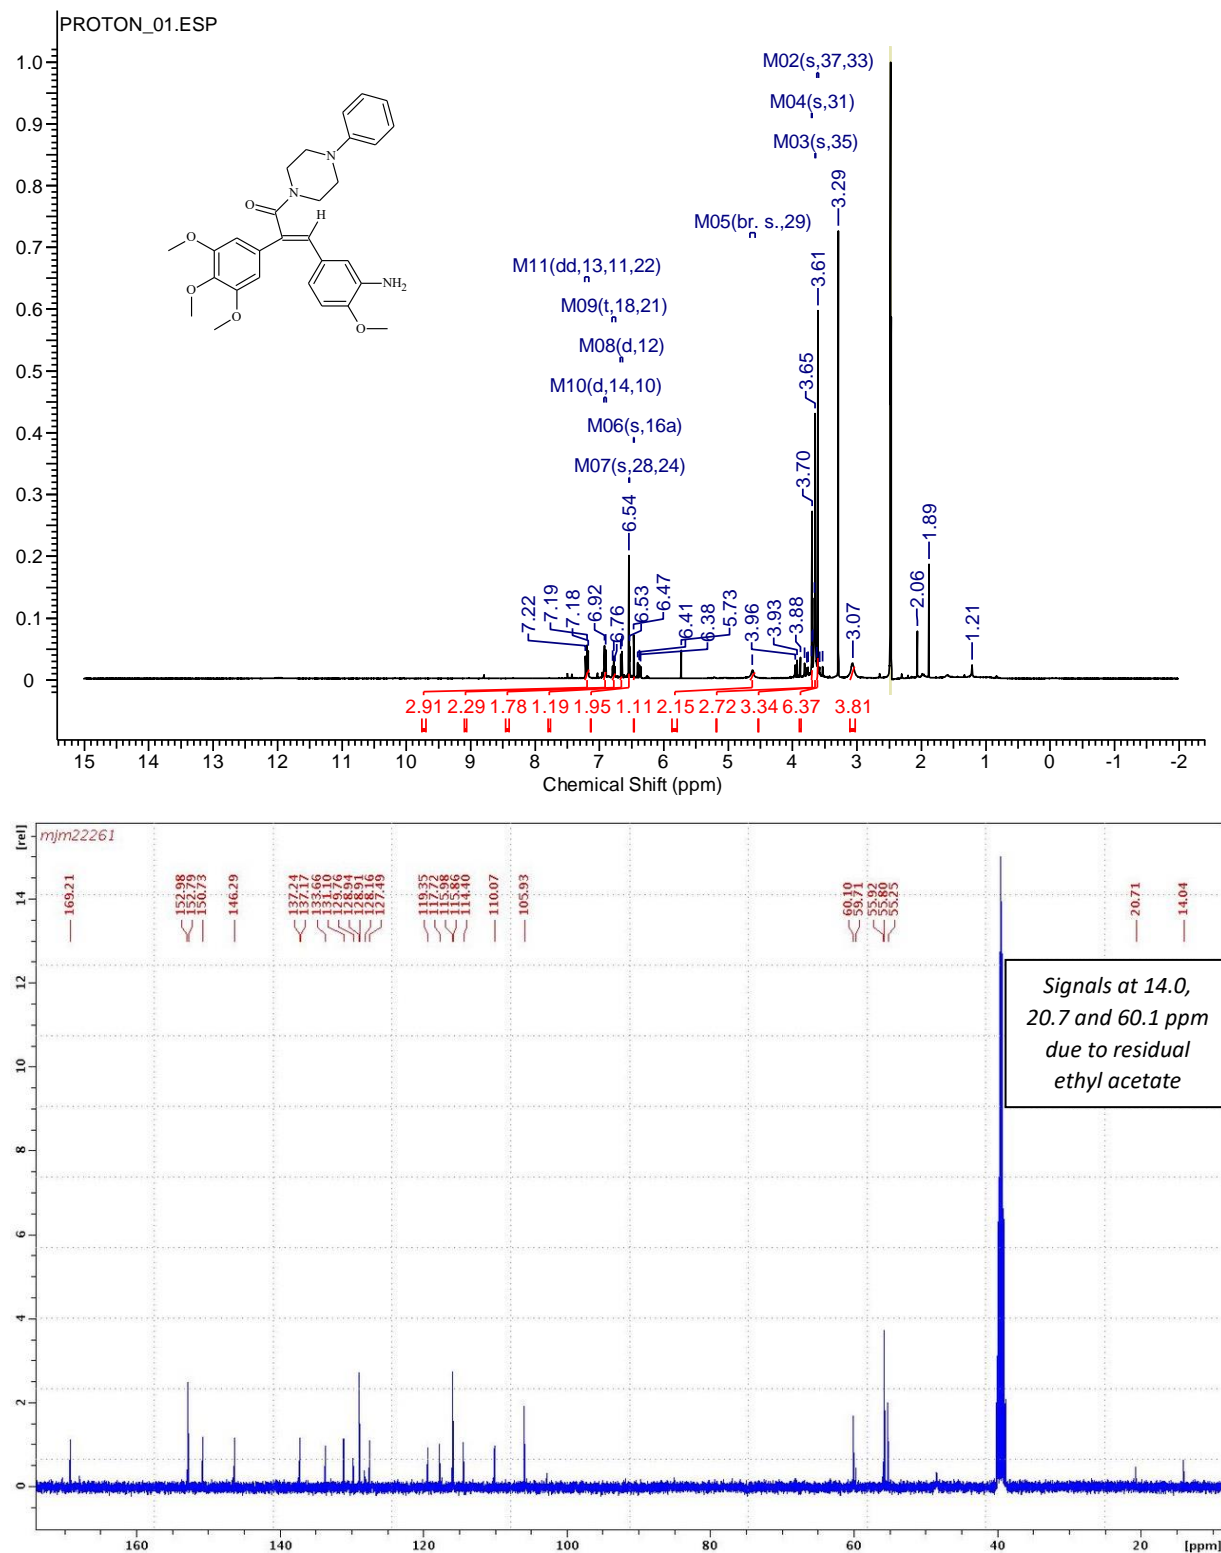 PROTON_01.ESP
1.0
0.9
0.8
0.7
0.6
0.5
0.4
0.3
0.2
0.1
0
N
N
O
H
O
O
O
O
NH2
M02(s,37,33)
M04(s,31)
M03(s,35)
M05(br. s.,29)
M11(dd,13,11,22)
M09(t,18,21)
M08(d,12)
M10(d,14,10)
M06(s,16a)
M07(s,28,24)
7.22
7.19
7.18
6.92
6.76
6.54
6.53
6.47
6.41
6.38
5.73
3.96
3.93
3.88
3.70
3.65
3.61
3.29
3.07
2.06
1.89
1.21
2.91 2.29 1.78 1.19 1.95 1.11 2.15 2.72 3.34 6.37 3.81
15 14 13 12 11 10 9 8 7 6 5 4 3 2 1 0 -1 -2
Chemical Shift (ppm)
[rel]
mjm22261
169.21
152.98
152.79
150.73
146.29
137.24
137.17
133.66
131.10
129.76
128.94
128.91
128.16
127.49
119.35
117.72
115.98
115.86
114.40
110.07
105.93
60.10
59.71
55.92
55.80
55.25
20.71
14.04
14
12
10
8
6
4
2
0
Signals at 14.0,
20.7 and 60.1 ppm
due to residual
ethyl acetate
160 140 120 100 80 60 40 20 [ppm]